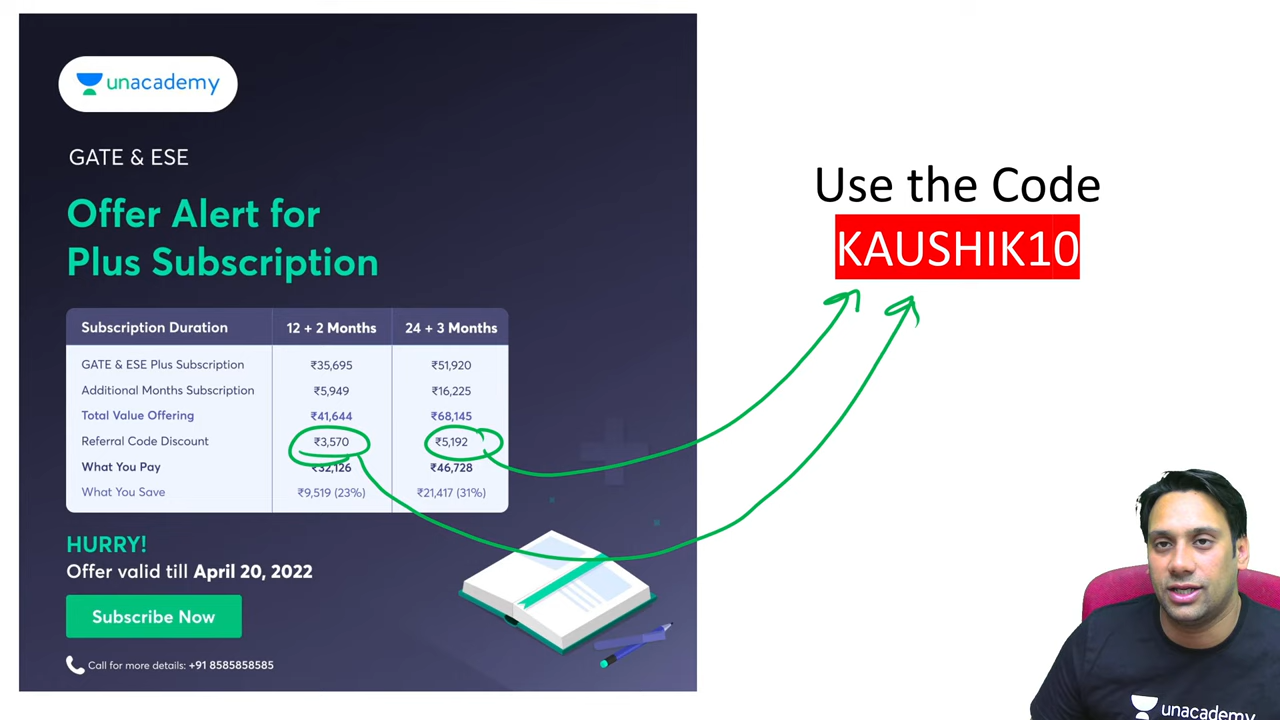 unacademy
GATE & ESE
Offer Alert for
Plus Subscription
Subscription Duration 12 + 2 Months 24 + 3 Months
GATE & ESE Plus Subscription ₹35,695 ₹51,920
Additional Months Subscription ₹5,949 ₹16,225
Total Value Offering ₹41,644 ₹68,145
Referral Code Discount ₹3,570 ₹5,192
What You Pay ₹32,126 ₹46,728
What You Save ₹9,519 (23%) ₹21,417 (31%)
HURRY!
Offer valid till April 20, 2022
Subscribe Now
Call for more details: +91 8585858585
Use the Code
KAUSHIK10
unacademy